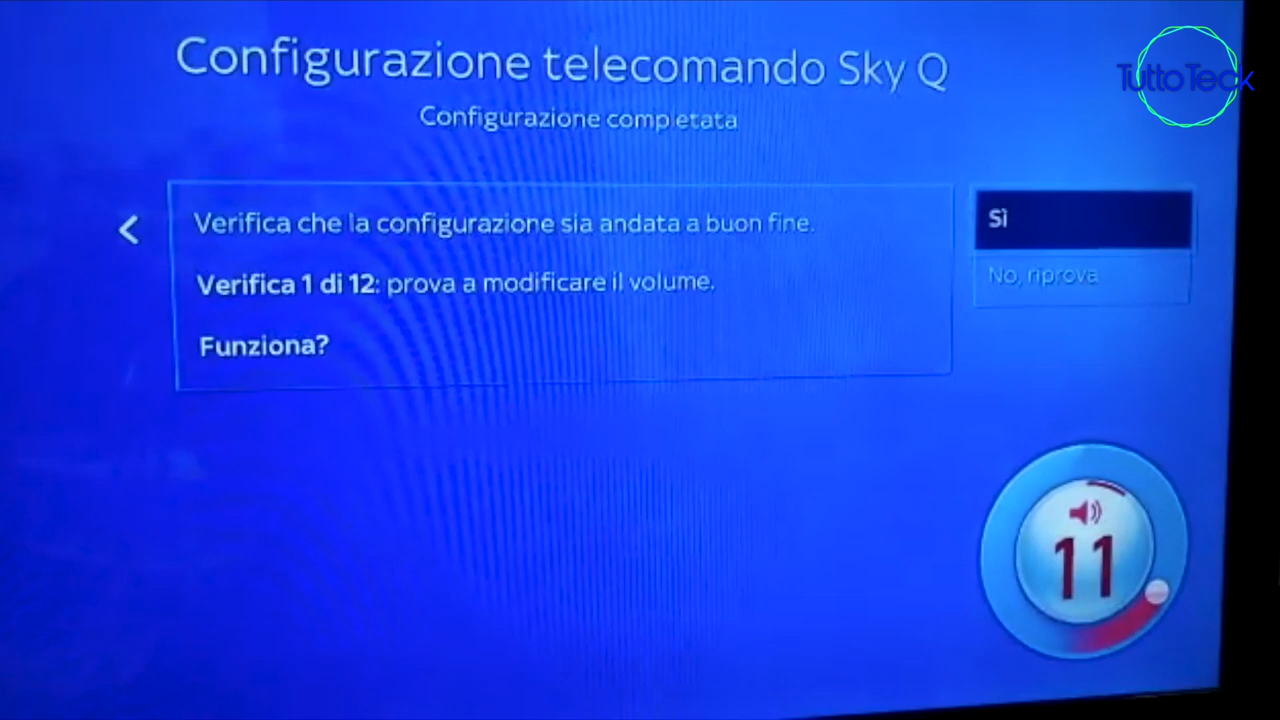 Configurazione telecomando Sky Q
TuttoTeck
Configurazione completata
Verifica che la configurazione sia andata a buon fine.
Sì
Verifica 1 di 12: prova a modificare il volume.
No, riprova
Funziona?
11